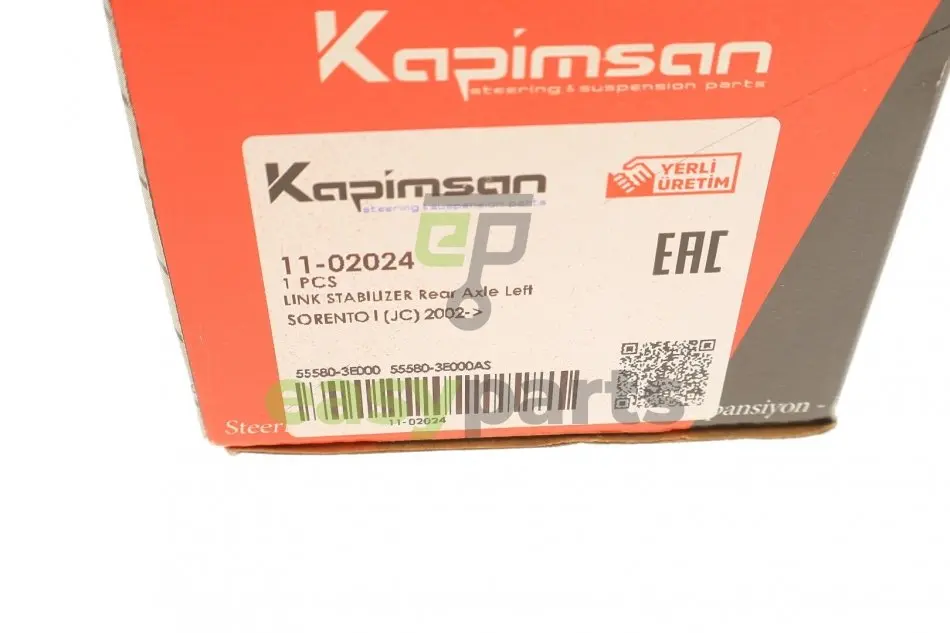 Kapimsan
steering & suspension parts
Kapimsan
steering & suspension parts
YERLİ
ÜRETİM
11-02024
1 PCS
LINK STABILIZER Rear Axle Left
SORENTO I (JC) 2002->
EAC
ep
55580-3E000 55580-3E000AS
easyparts
11-02024